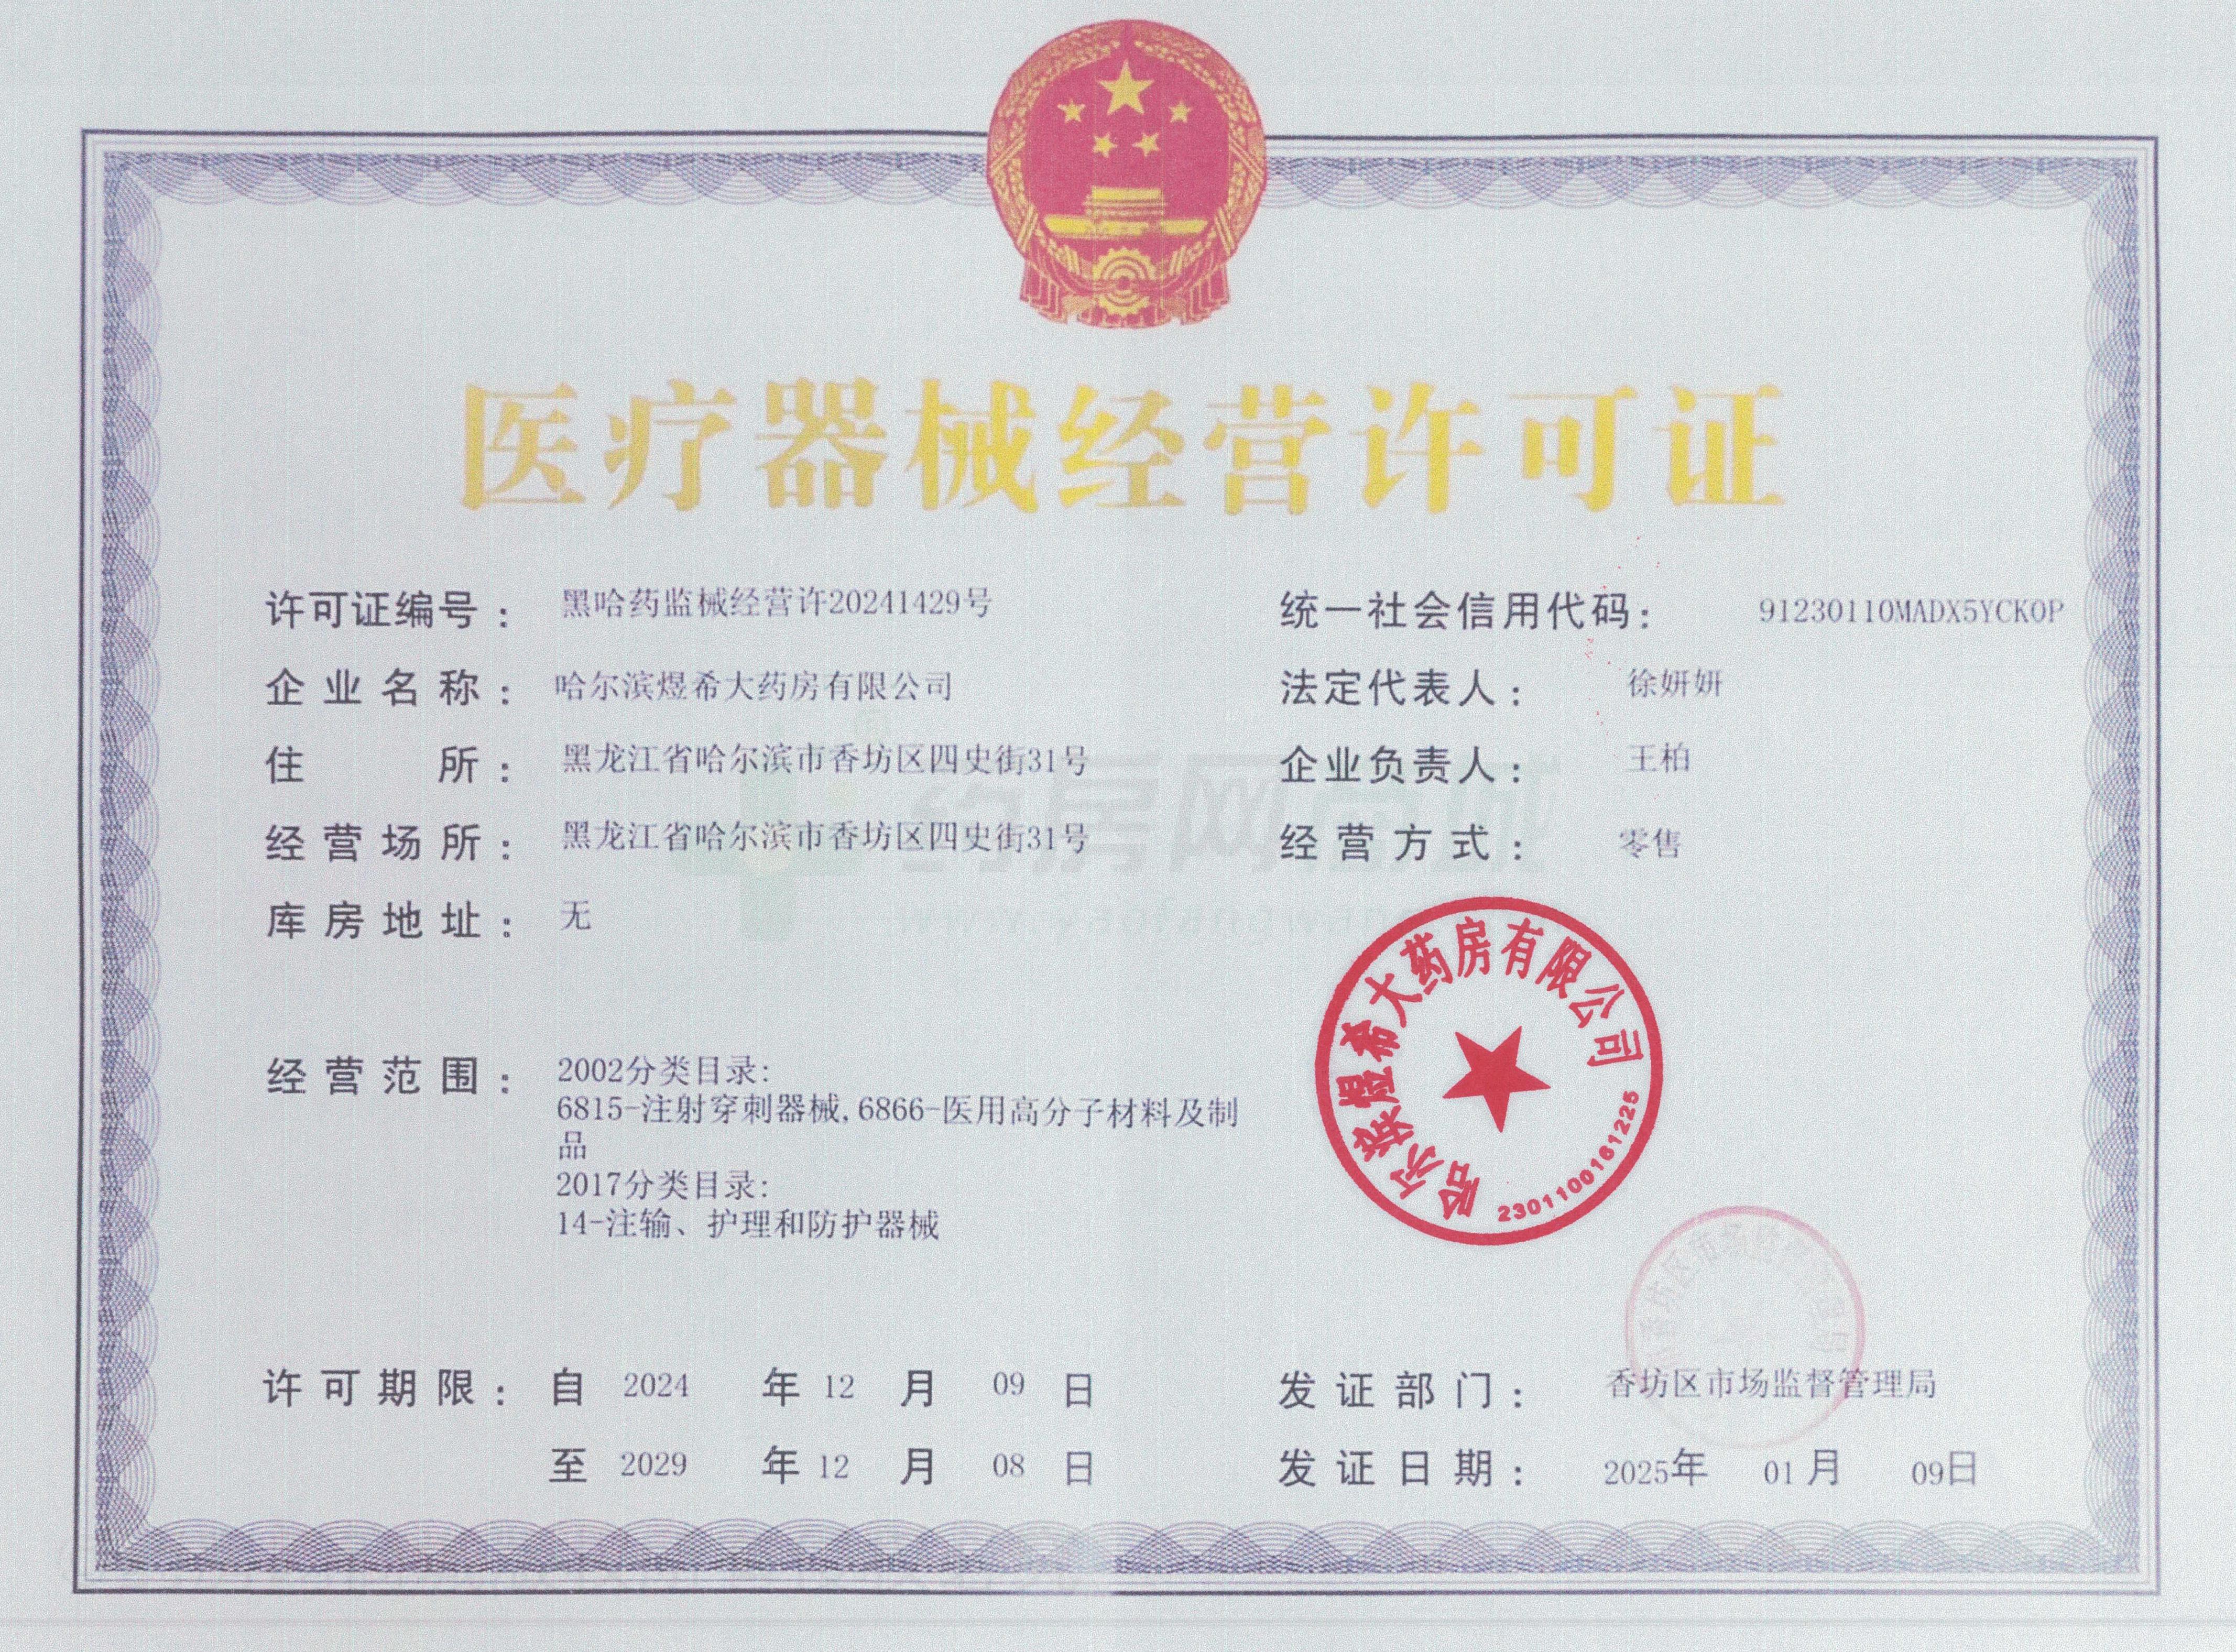 医疗器械经营许可证
许可证编号： 黑哈药监械经营许20241429号
统一社会信用代码： 91230110MADX5YCK0P
企业名称： 哈尔滨煜希大药房有限公司
法定代表人： 徐妍妍
住所： 黑龙江省哈尔滨市香坊区四史街31号
企业负责人： 王柏
经营场所： 黑龙江省哈尔滨市香坊区四史街31号
经营方式： 零售
库房地址： 无
经营范围： 2002分类目录:
6815-注射穿刺器械,6866-医用高分子材料及制
品
2017分类目录:
14-注输、护理和防护器械
哈尔滨煜希大药房有限公司
2301100161225
许可期限： 自 2024 年 12 月 09 日
至 2029 年 12 月 08 日
发证部门： 香坊区市场监督管理局
发证日期： 2025年 01月 09日
药房网商城